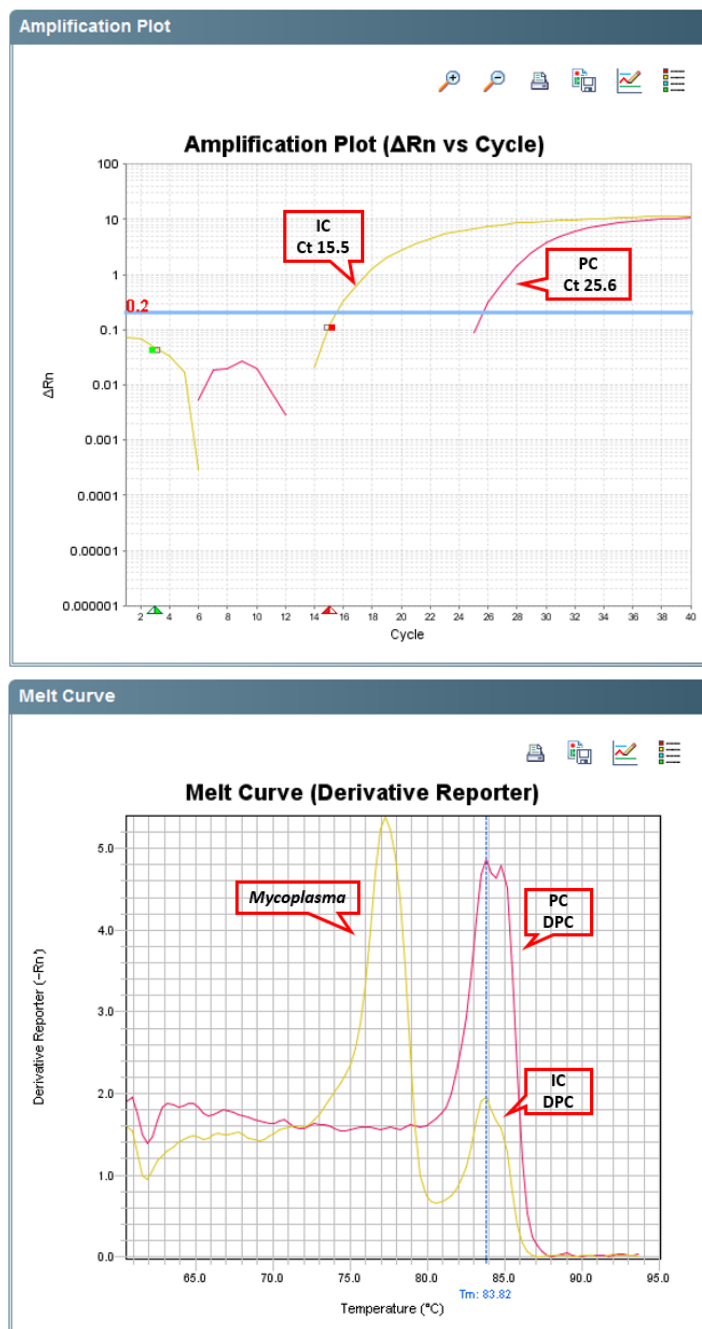 Amplification Plot
Amplification Plot (ΔRn vs Cycle)
100
10
1
0.1
0.01
0.001
0.0001
0.00001
0.000001
ΔRn
0.2
IC
Ct 15.5
PC
Ct 25.6
2 4 6 8 10 12 14 16 18 20 22 24 26 28 30 32 34 36 38 40
Cycle
Melt Curve
Melt Curve (Derivative Reporter)
5.0
4.0
3.0
2.0
1.0
0.0
Derivative Reporter (-Rn)
Mycoplasma
PC
DPC
IC
DPC
65.0 70.0 75.0 80.0 85.0 90.0 95.0
Tm: 83.82
Temperature (°C)